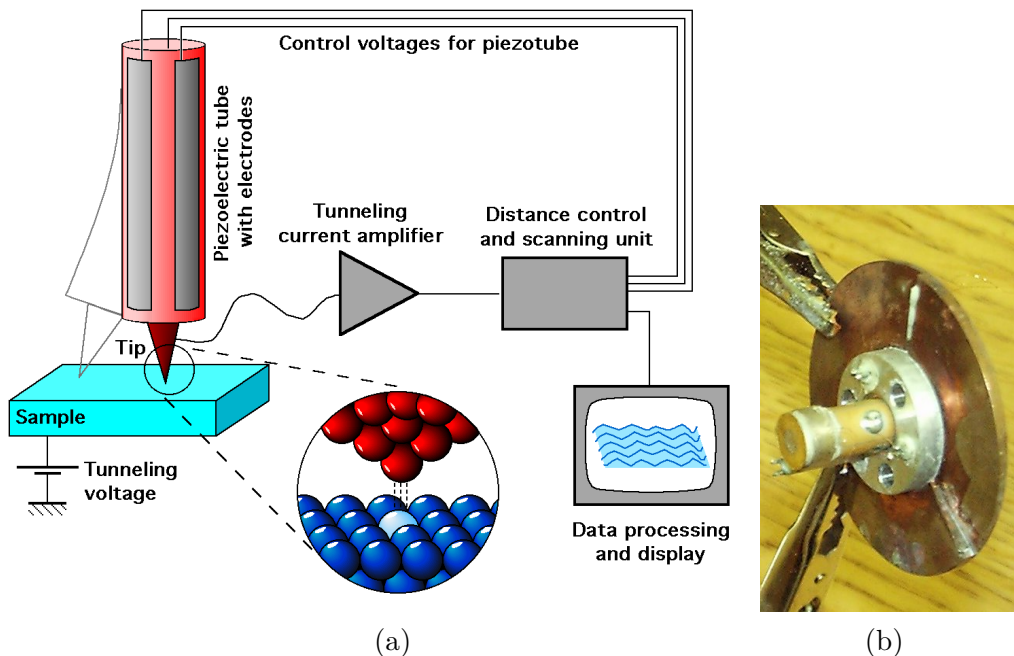 Control voltages for piezotube
Piezoelectric tube
with electrodes
Tunneling
current amplifier
Distance control
and scanning unit
Tip
Sample
Tunneling
voltage
Data processing
and display
(a)
(b)